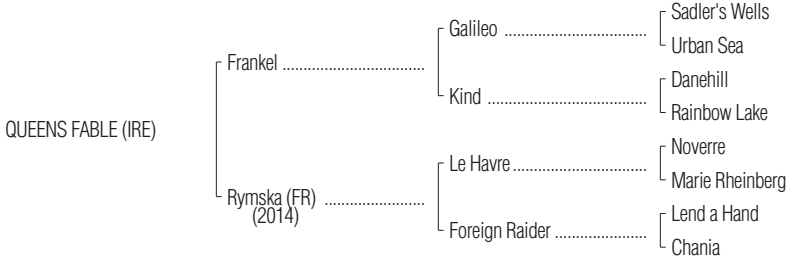 Sadler's Wells
Galileo ....................................
Urban Sea
Frankel ....................................
Danehill
Kind .........................................
Rainbow Lake
QUEENS FABLE (IRE)
Noverre
Le Havre..................................
Marie Rheinberg
Rymska (FR) .........................
(2014)
Lend a Hand
Foreign Raider .......................
Chania